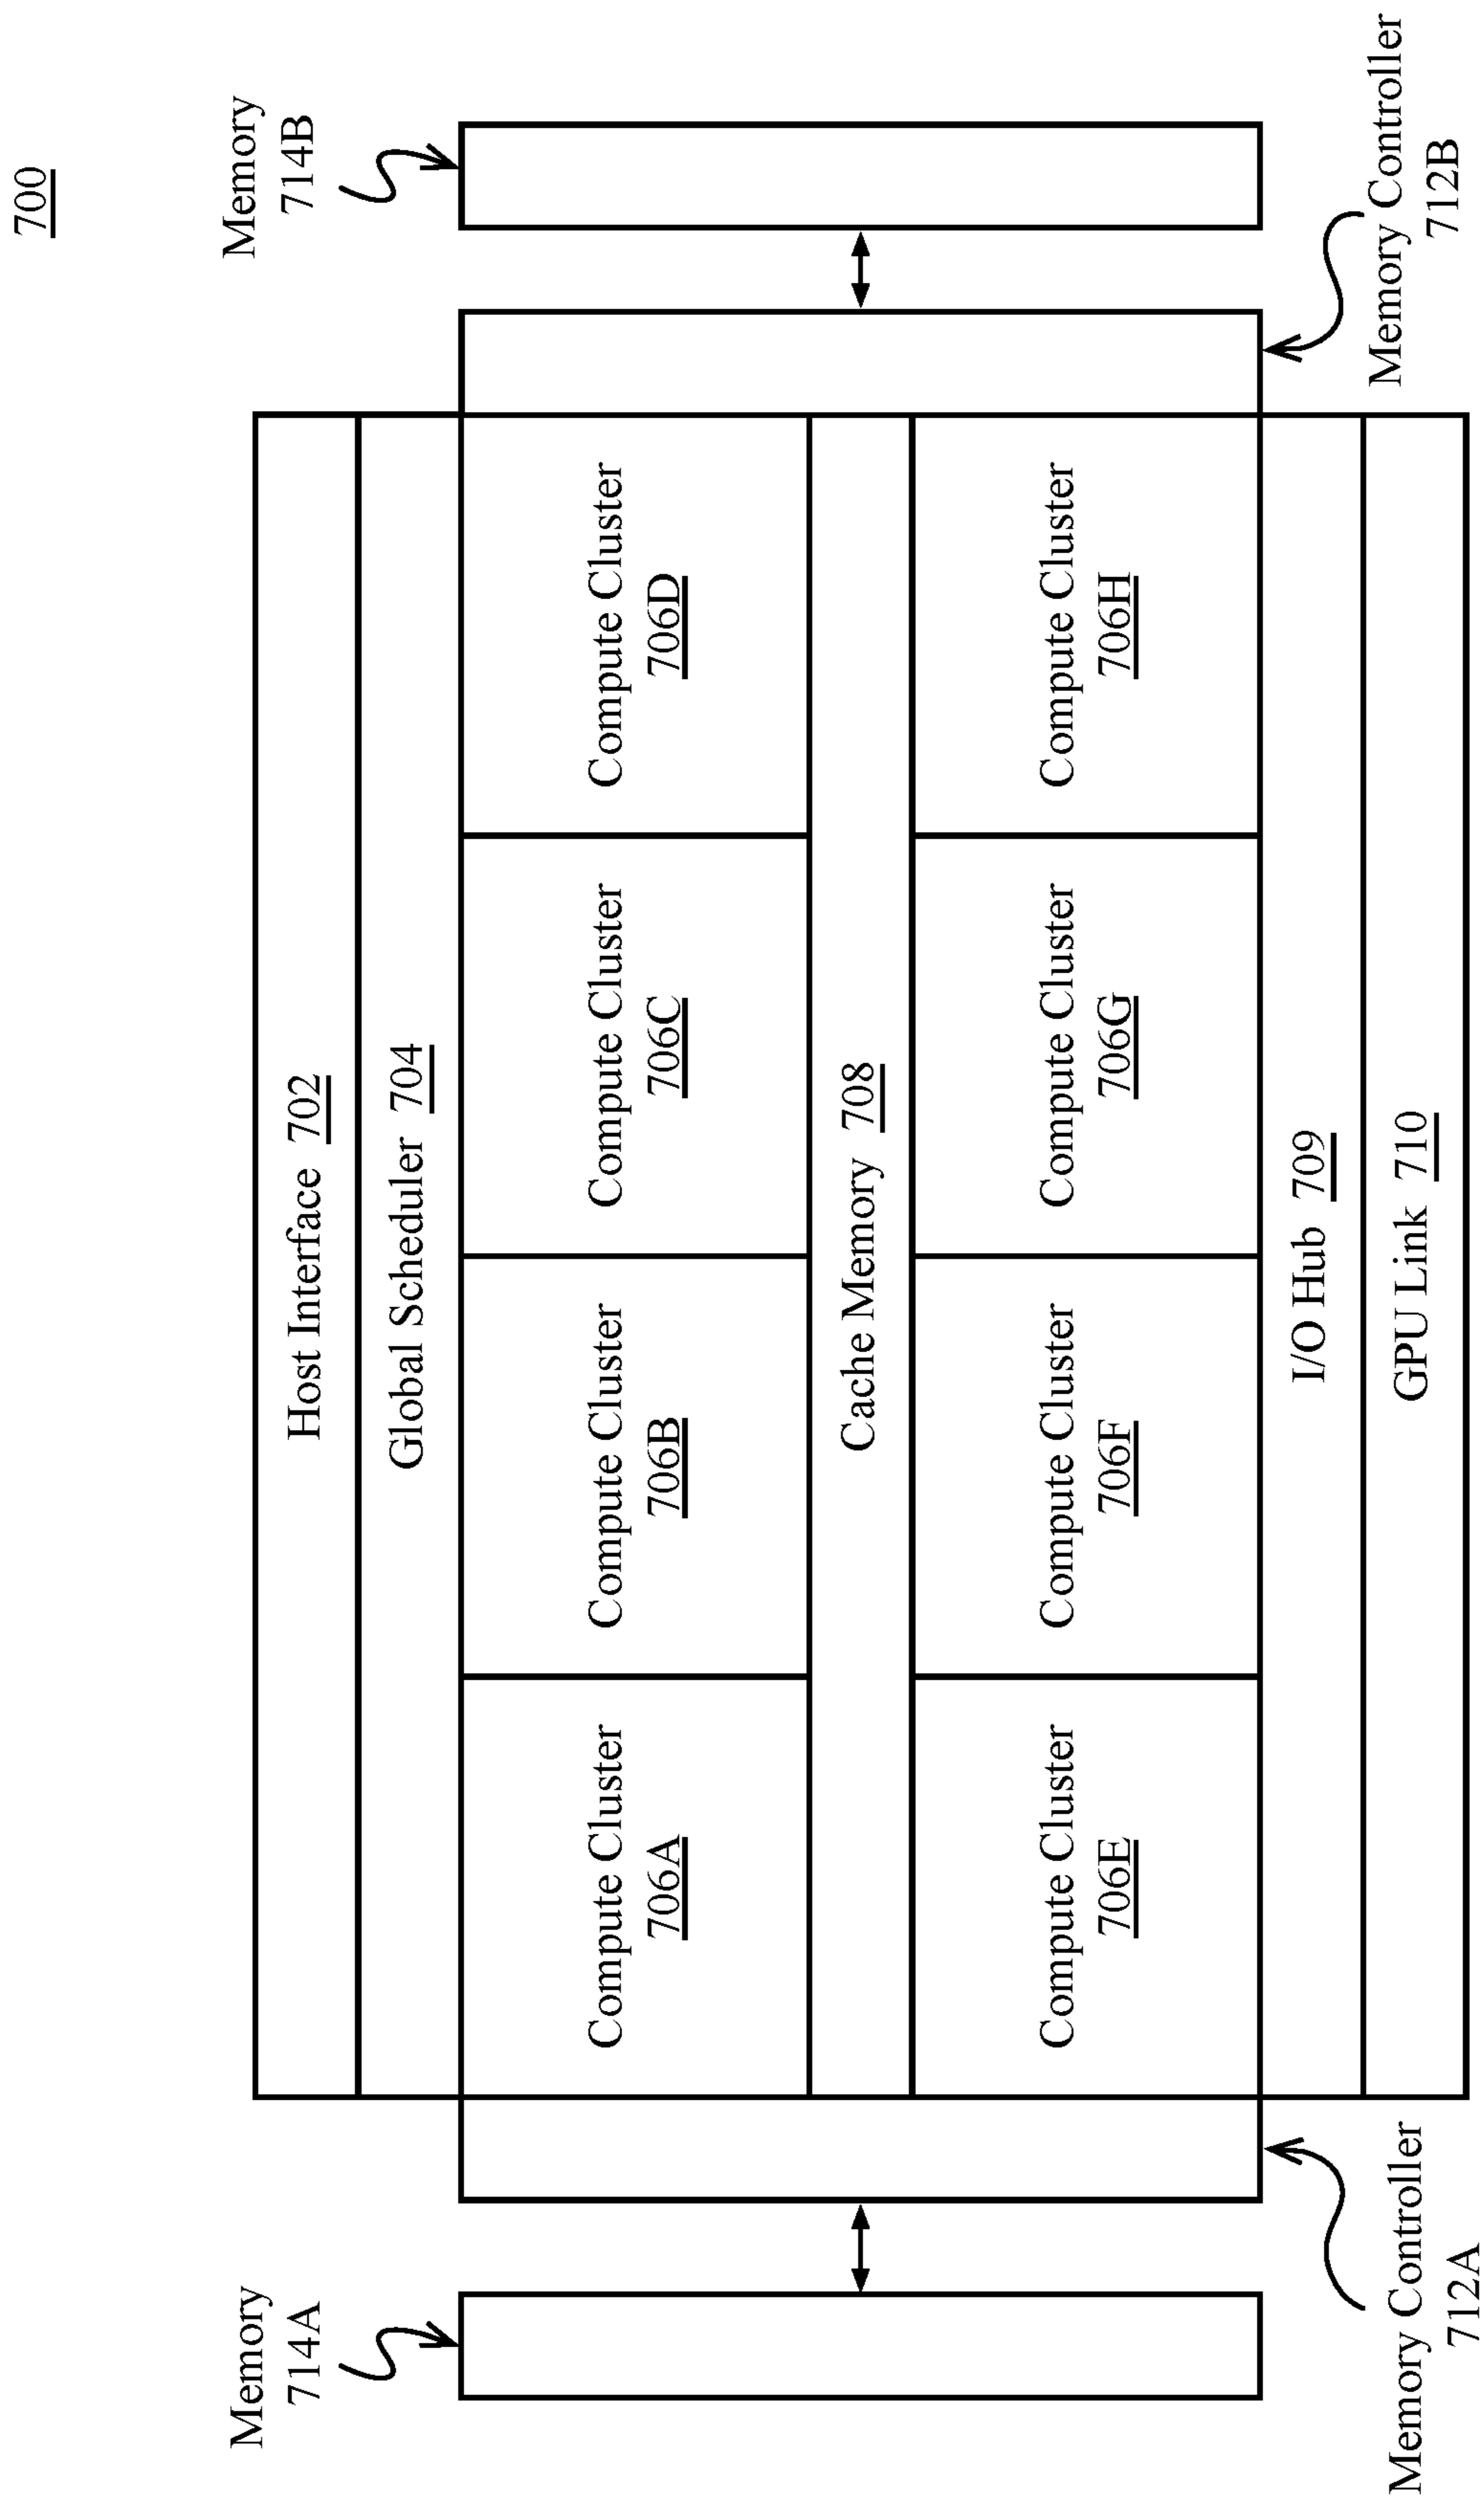 700
Memory
714A
Memory
714B
Host Interface 702
Global Scheduler 704
Compute Cluster
706A
Compute Cluster
706B
Compute Cluster
706C
Compute Cluster
706D
Cache Memory 708
Compute Cluster
706E
Compute Cluster
706F
Compute Cluster
706G
Compute Cluster
706H
I/O Hub 709
GPU Link 710
Memory Controller
712A
Memory Controller
712B